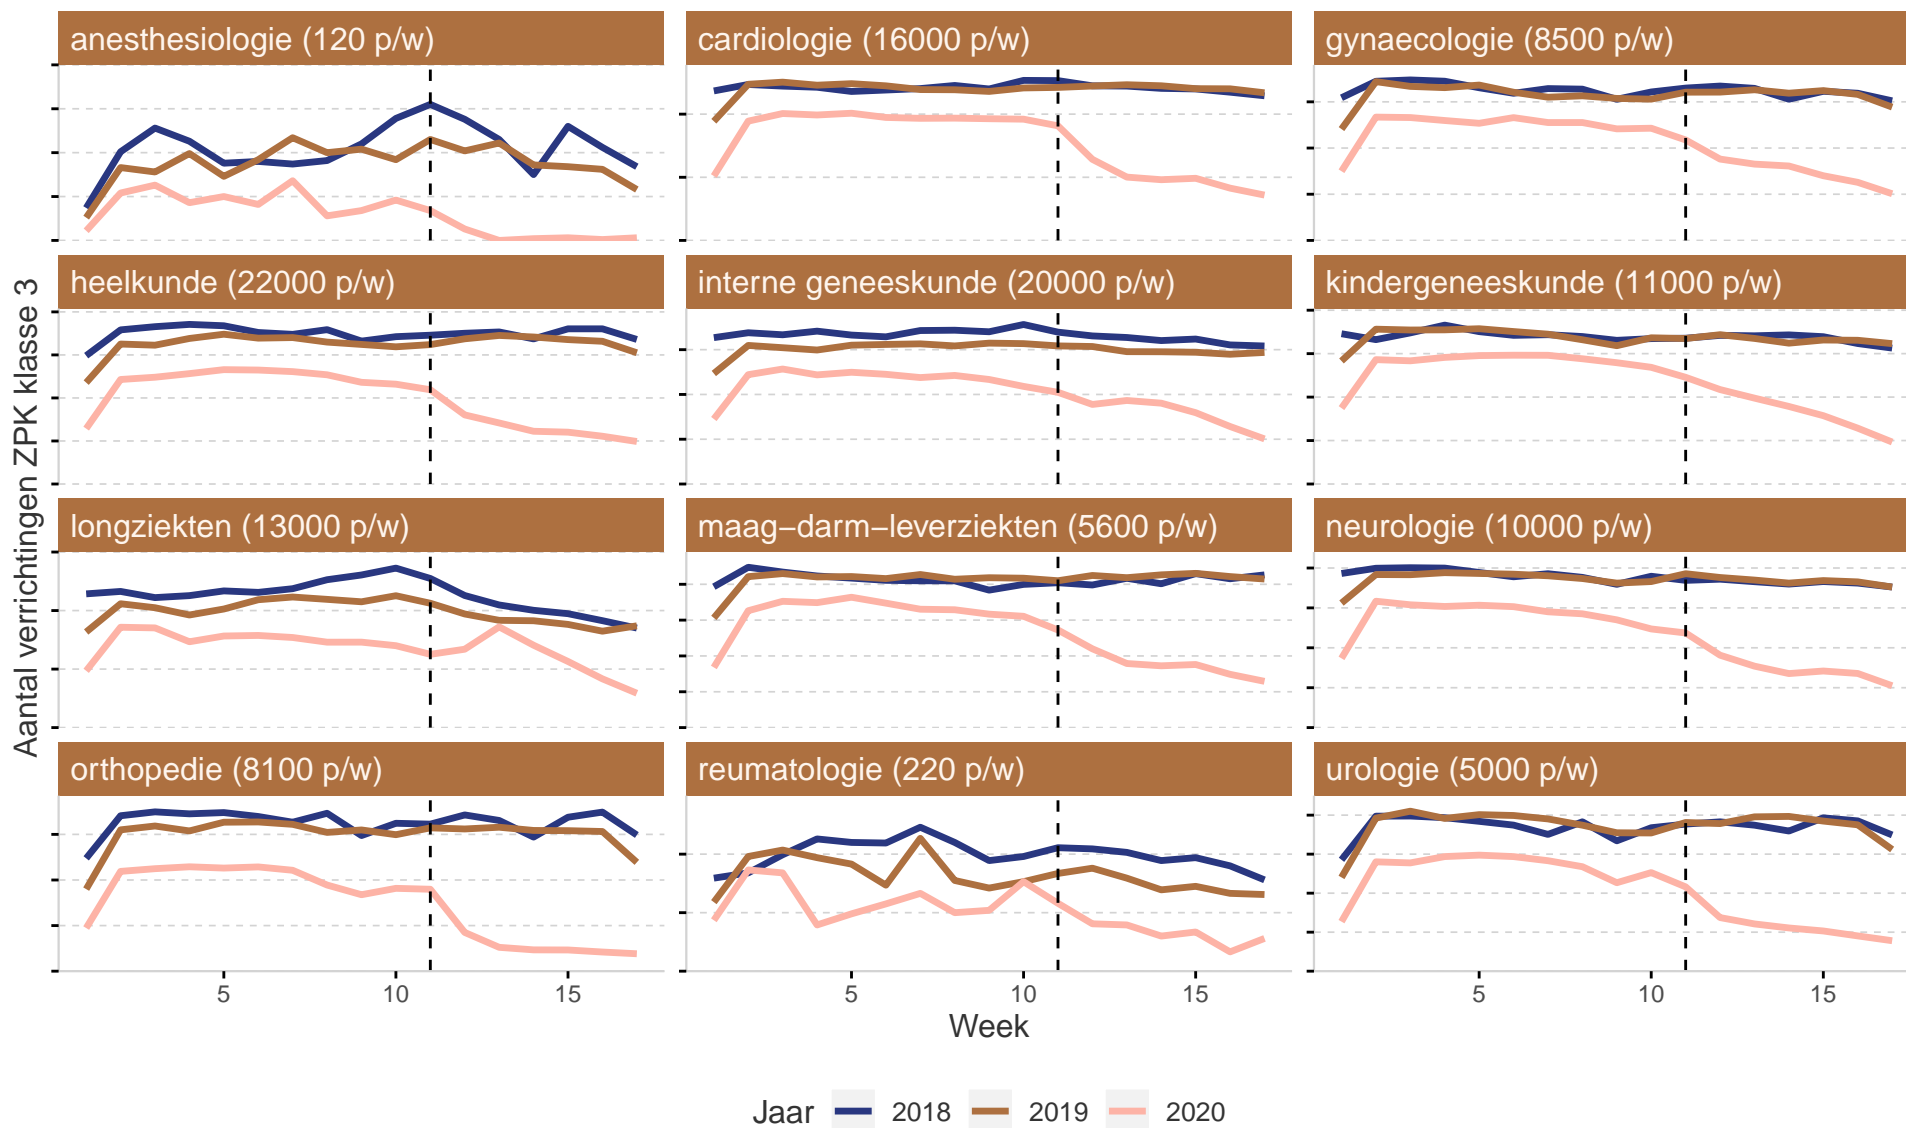 anesthesiologie (120 p/w)
cardiologie (16000 p/w)
gynaecologie (8500 p/w)
heelkunde (22000 p/w)
interne geneeskunde (20000 p/w)
kindergeneeskunde (11000 p/w)
longziekten (13000 p/w)
maag−darm−leverziekten (5600 p/w)
neurologie (10000 p/w)
orthopedie (8100 p/w)
reumatologie (220 p/w)
urologie (5000 p/w)
Aantal verrichtingen ZPK klasse 3
5 10 15
5 10 15
5 10 15
Week
Jaar 2018 2019 2020